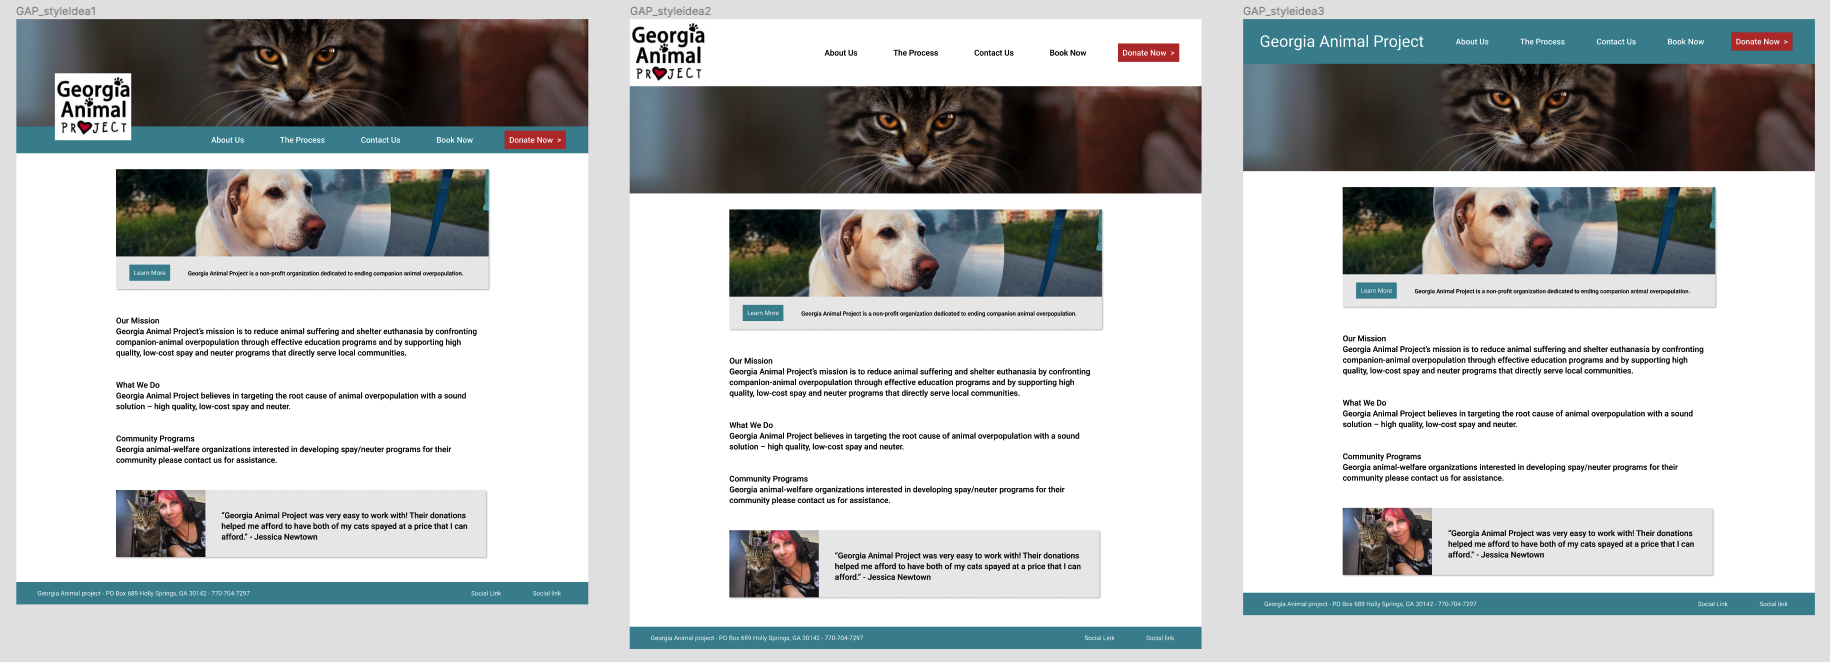 GAP_styleidea1
Georgia
Animal
PROJECT
About Us The Process Contact Us Book Now Donate Now >
Learn More Georgia Animal Project is a non-profit organization dedicated to ending companion animal overpopulation.
Our Mission
Georgia Animal Project's mission is to reduce animal suffering and shelter euthanasia by confronting
companion-animal overpopulation through effective education programs and by supporting high
quality, low-cost spay and neuter programs that directly serve local communities.
What We Do
Georgia Animal Project believes in targeting the root cause of animal overpopulation with a sound
solution – high quality, low-cost spay and neuter.
Community Programs
Georgia animal-welfare organizations interested in developing spay/neuter programs for their
community please contact us for assistance.
"Georgia Animal Project was very easy to work with! Their donations
helped me afford to have both of my cats spayed at a price that I can
afford." - Jessica Newtown
Georgia Animal project - PO Box 689 Holly Springs, GA 30142 - 770-704-7297 Social Link Social link
GAP_styleidea2
Georgia
Animal
PROJECT
About Us The Process Contact Us Book Now Donate Now >
Learn More Georgia Animal Project is a non-profit organization dedicated to ending companion animal overpopulation.
Our Mission
Georgia Animal Project's mission is to reduce animal suffering and shelter euthanasia by confronting
companion-animal overpopulation through effective education programs and by supporting high
quality, low-cost spay and neuter programs that directly serve local communities.
What We Do
Georgia Animal Project believes in targeting the root cause of animal overpopulation with a sound
solution – high quality, low-cost spay and neuter.
Community Programs
Georgia animal-welfare organizations interested in developing spay/neuter programs for their
community please contact us for assistance.
"Georgia Animal Project was very easy to work with! Their donations
helped me afford to have both of my cats spayed at a price that I can
afford." - Jessica Newtown
Georgia Animal project - PO Box 689 Holly Springs, GA 30142 - 770-704-7297 Social Link Social link
GAP_styleidea3
Georgia Animal Project About Us The Process Contact Us Book Now Donate Now >
Learn More Georgia Animal Project is a non-profit organization dedicated to ending companion animal overpopulation.
Our Mission
Georgia Animal Project's mission is to reduce animal suffering and shelter euthanasia by confronting
companion-animal overpopulation through effective education programs and by supporting high
quality, low-cost spay and neuter programs that directly serve local communities.
What We Do
Georgia Animal Project believes in targeting the root cause of animal overpopulation with a sound
solution – high quality, low-cost spay and neuter.
Community Programs
Georgia animal-welfare organizations interested in developing spay/neuter programs for their
community please contact us for assistance.
"Georgia Animal Project was very easy to work with! Their donations
helped me afford to have both of my cats spayed at a price that I can
afford." - Jessica Newtown
Georgia Animal project - PO Box 689 Holly Springs, GA 30142 - 770-704-7297 Social Link Social link